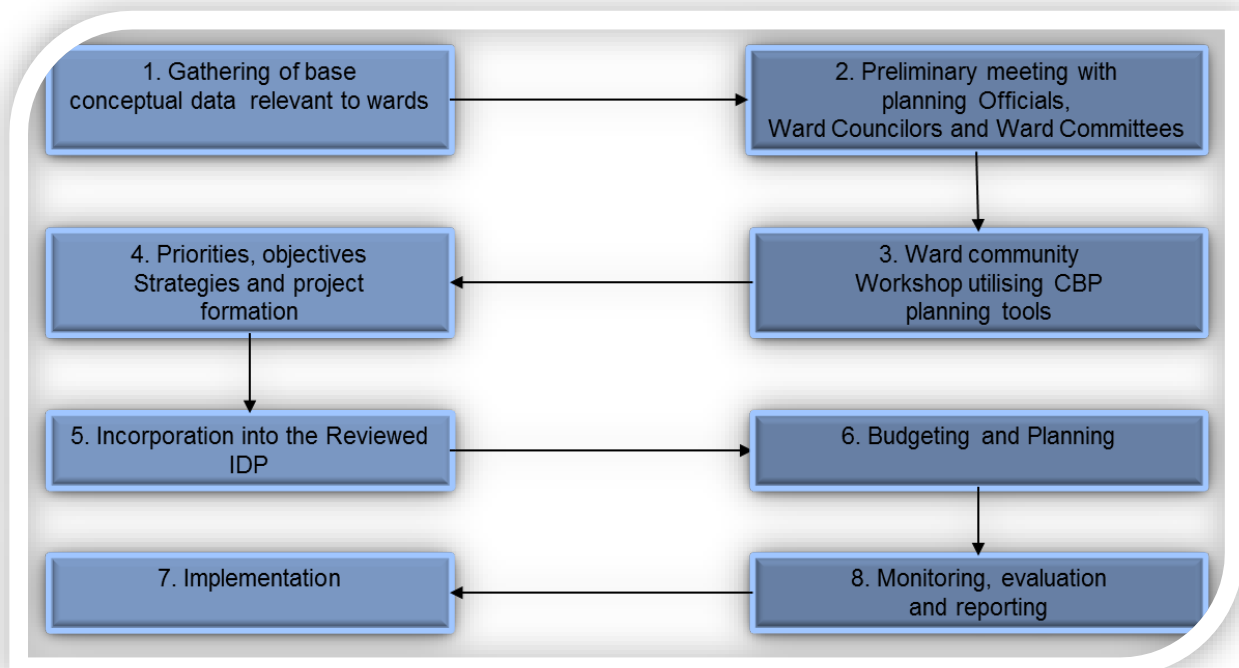 1. Gathering of base
conceptual data relevant to wards
2. Preliminary meeting with
planning Officials,
Ward Councilors and Ward Committees
3. Ward community
Workshop utilising CBP
planning tools
4. Priorities, objectives
Strategies and project
formation
5. Incorporation into the Reviewed
IDP
6. Budgeting and Planning
7. Implementation
8. Monitoring, evaluation
and reporting